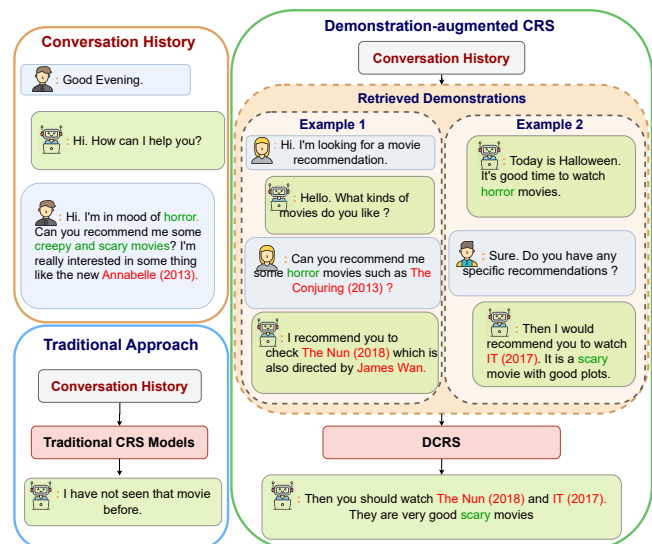 Conversation History
: Good Evening.
: Hi. How can I help you?
: Hi. I'm in mood of horror.
Can you recommend me some
creepy and scary movies? I'm
really interested in some thing
like the new Annabelle (2013).
Traditional Approach
Conversation History
Traditional CRS Models
: I have not seen that movie
before.
Demonstration-augmented CRS
Conversation History
Retrieved Demonstrations
Example 1
: Hi. I'm looking for a movie
recommendation.
: Hello. What kinds of
movies do you like ?
: Can you recommend me
some horror movies such as The
Conjuring (2013) ?
: I recommend you to
check The Nun (2018) which is
also directed by James Wan.
Example 2
: Today is Halloween.
It's good time to watch
horror movies.
: Sure. Do you have any
specific recommendations ?
: Then I would
recommend you to watch
IT (2017). It is a scary
movie with good plots.
DCRS
: Then you should watch The Nun (2018) and IT (2017).
They are very good scary movies